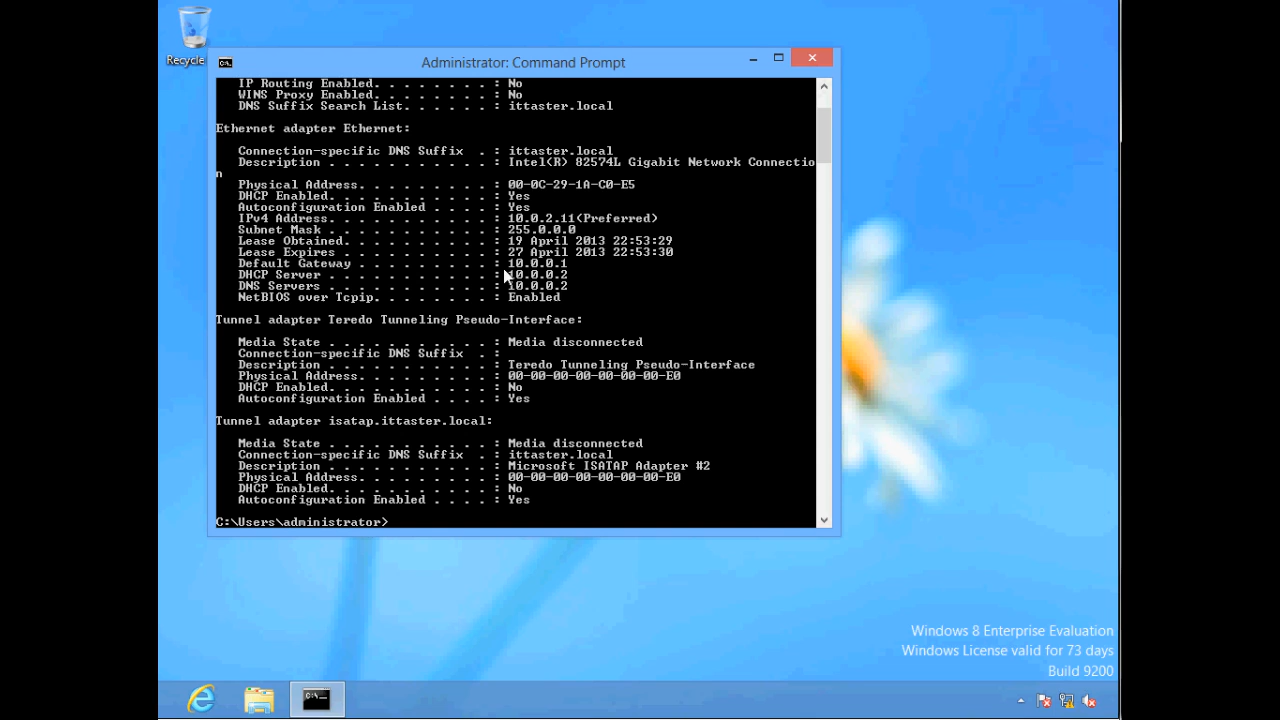 Recycle
Administrator: Command Prompt
IP Routing Enabled. . . . . . . . : No
WINS Proxy Enabled. . . . . . . . : No
DNS Suffix Search List. . . . . . : ittaster.local
Ethernet adapter Ethernet:
Connection-specific DNS Suffix  . : ittaster.local
Description . . . . . . . . . . . : Intel(R) 82574L Gigabit Network Connectio
n
Physical Address. . . . . . . . . : 00-0C-29-1A-C0-E5
DHCP Enabled. . . . . . . . . . . : Yes
Autoconfiguration Enabled . . . . : Yes
IPv4 Address. . . . . . . . . . . : 10.0.2.11(Preferred)
Subnet Mask . . . . . . . . . . . : 255.0.0.0
Lease Obtained. . . . . . . . . . : 19 April 2013 22:53:29
Lease Expires . . . . . . . . . . : 27 April 2013 22:53:30
Default Gateway . . . . . . . . . : 10.0.0.1
DHCP Server . . . . . . . . . . . : 10.0.0.2
DNS Servers . . . . . . . . . . . : 10.0.0.2
NetBIOS over Tcpip. . . . . . . . : Enabled
Tunnel adapter Teredo Tunneling Pseudo-Interface:
Media State . . . . . . . . . . . : Media disconnected
Connection-specific DNS Suffix  . :
Description . . . . . . . . . . . : Teredo Tunneling Pseudo-Interface
Physical Address. . . . . . . . . : 00-00-00-00-00-00-00-E0
DHCP Enabled. . . . . . . . . . . : No
Autoconfiguration Enabled . . . . : Yes
Tunnel adapter isatap.ittaster.local:
Media State . . . . . . . . . . . : Media disconnected
Connection-specific DNS Suffix  . : ittaster.local
Description . . . . . . . . . . . : Microsoft ISATAP Adapter #2
Physical Address. . . . . . . . . : 00-00-00-00-00-00-00-E0
DHCP Enabled. . . . . . . . . . . : No
Autoconfiguration Enabled . . . . : Yes
C:\Users\administrator>
Windows 8 Enterprise Evaluation
Windows License valid for 73 days
Build 9200